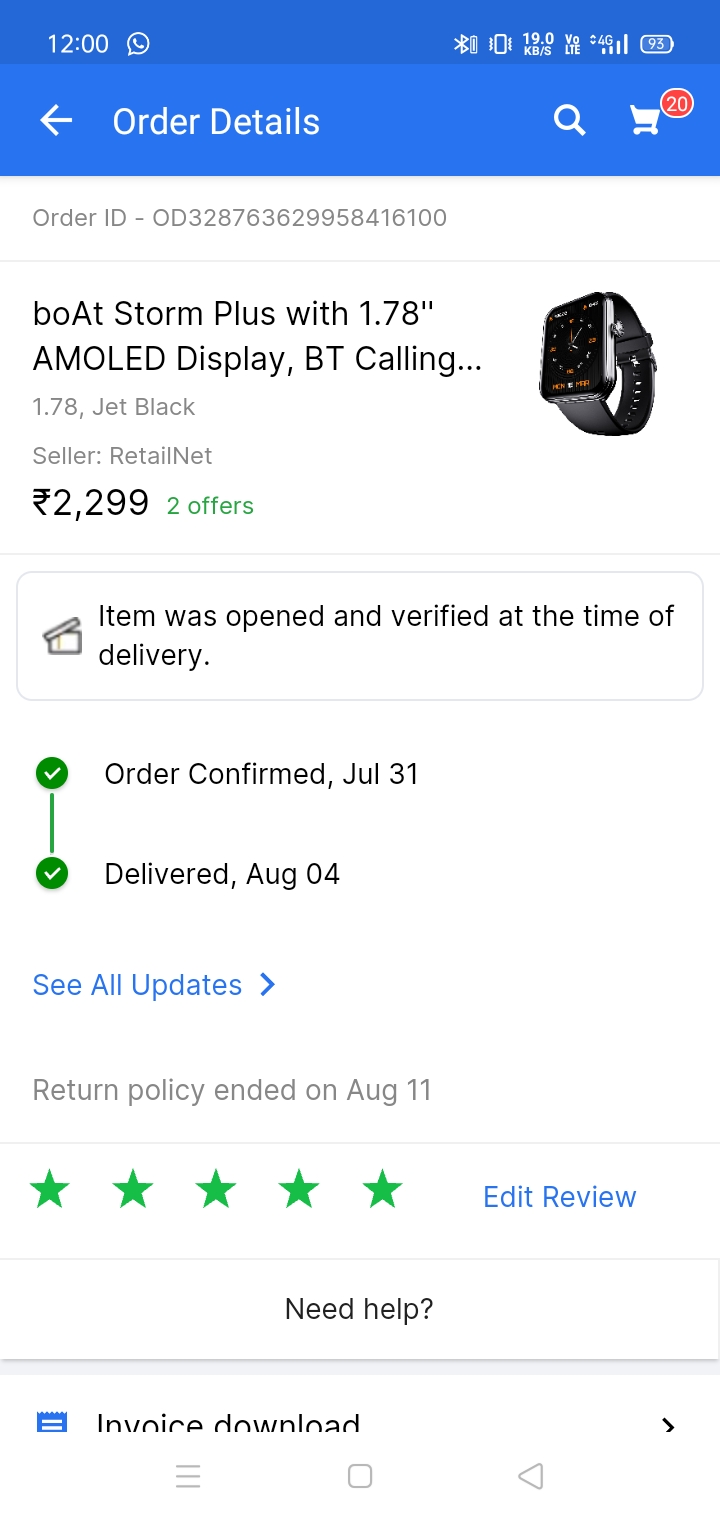 12:00
19.0 KB/S
Vo LTE
4G
93
Order Details
20
Order ID - OD328763629958416100
boAt Storm Plus with 1.78"
AMOLED Display, BT Calling...
1.78, Jet Black
Seller: RetailNet
₹2,299 2 offers
Item was opened and verified at the time of
delivery.
Order Confirmed, Jul 31
Delivered, Aug 04
See All Updates
Return policy ended on Aug 11
Edit Review
Need help?
Invoice download